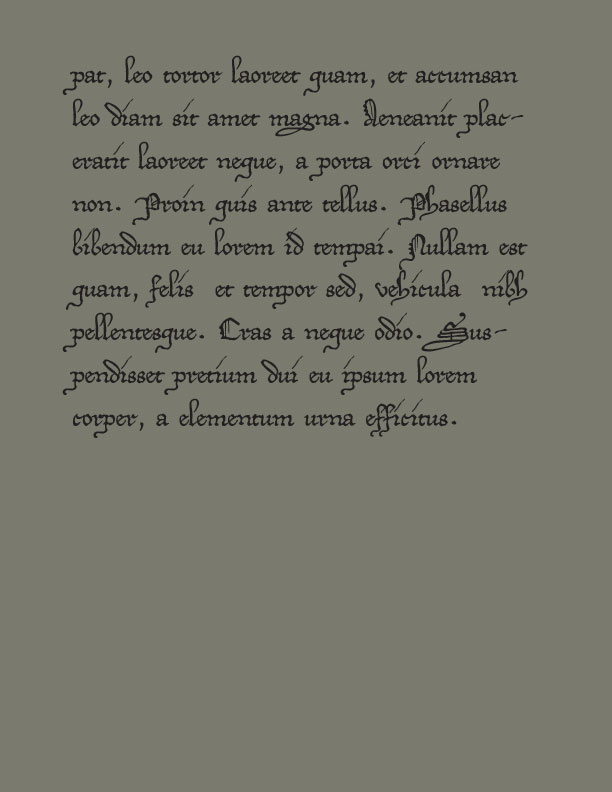 pat, leo tortor laoreet quam, et accumsan
leo diam sit amet magna. Aeneanit plac-
eratit laoreet neque, a porta orci ornare
non. Proin quis ante tellus. Phasellus
bibendum eu lorem id tempai. Nullam est
quam, felis et tempor sed, vehicula nibh
pellentesque. Cras a neque odio. Sus-
pendisset pretium dui eu ipsum lorem
corper, a elementum urna efficitus.